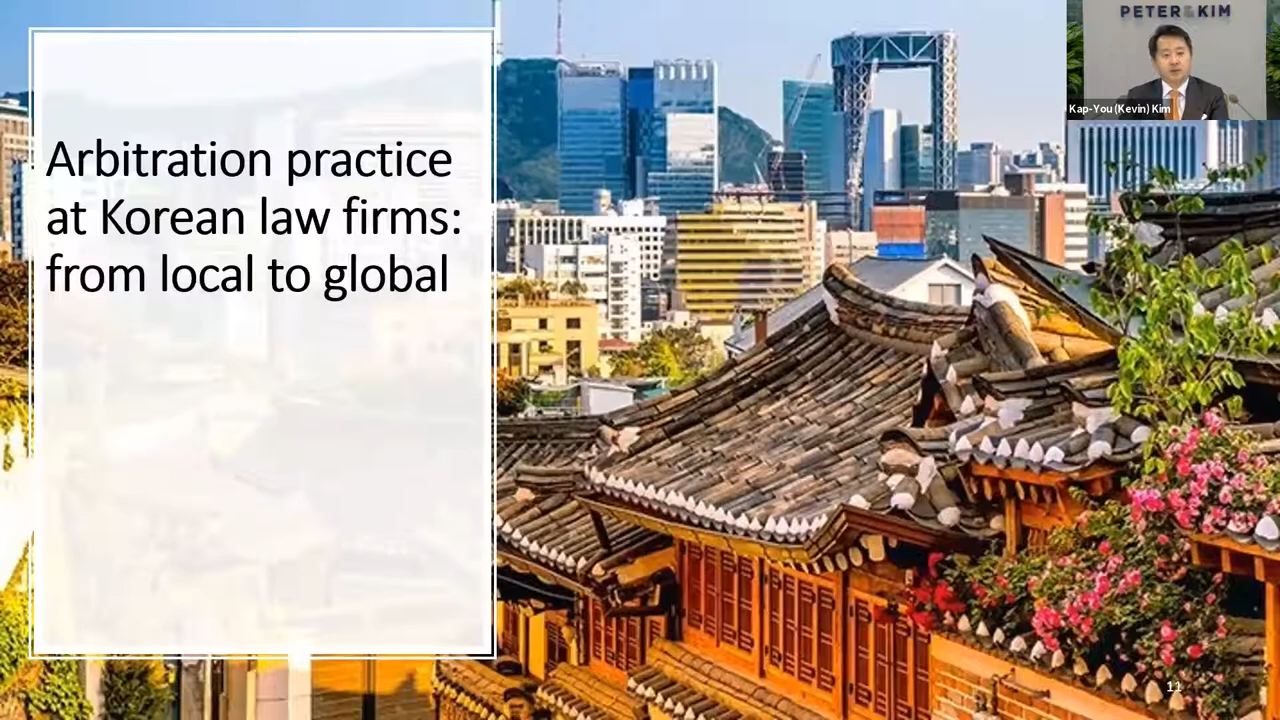 Arbitration practice
at Korean law firms:
from local to global
PETER&KIM
Kap-You (Kevin) Kim
11